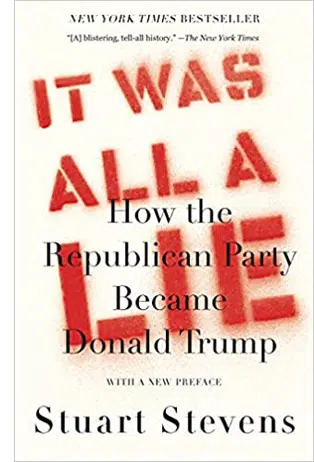 NEW YORK TIMES BESTSELLER
"[A] blistering, tell-all history." —The New York Times
IT WAS
ALL A
LIE
How the
Republican Party
Became
Donald Trump
WITH A NEW PREFACE
Stuart Stevens